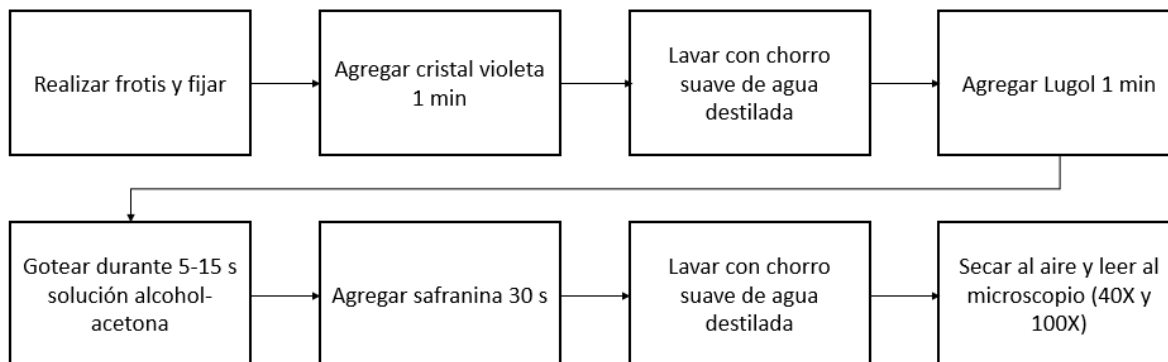 Realizar frotis y fijar
Agregar cristal violeta
1 min
Lavar con chorro
suave de agua
destilada
Agregar Lugol 1 min
Gotear durante 5-15 s
solución alcohol-
acetona
Agregar safranina 30 s
Lavar con chorro
suave de agua
destilada
Secar al aire y leer al
microscopio (40X y
100X)